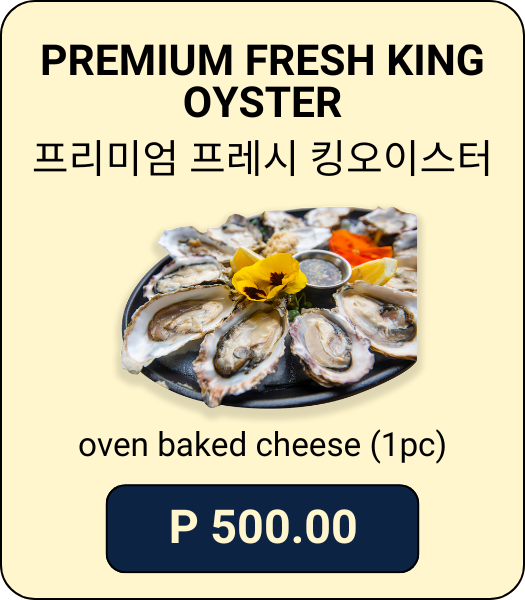 PREMIUM FRESH KING
OYSTER
프리미엄 프레시 킹오이스터
oven baked cheese (1pc)
P 500.00